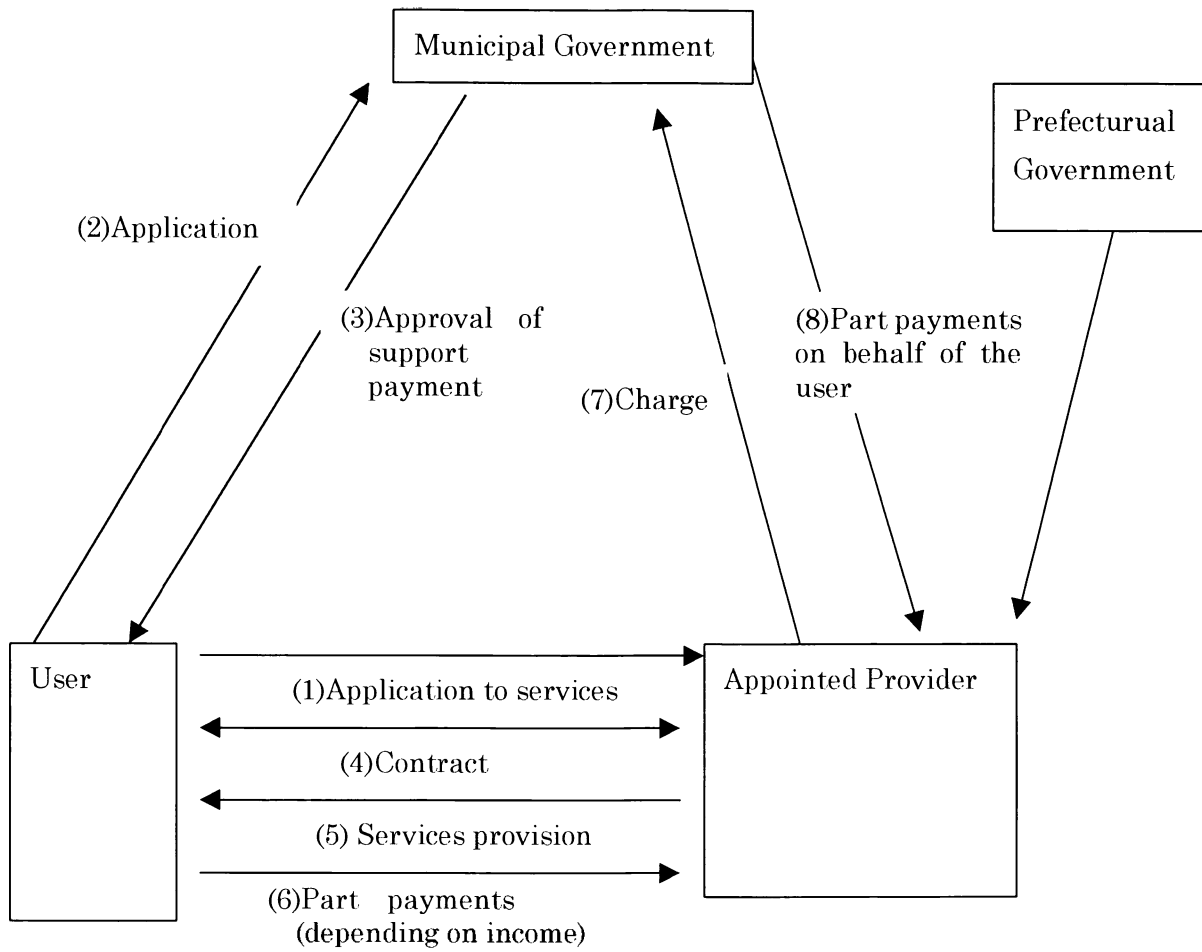 Municipal Government
Prefecturual
Government
(2)Application
(3)Approval of
support
payment
(8)Part payments
on behalf of the
user
(7)Charge
User
Appointed Provider
(1)Application to services
(4)Contract
(5) Services provision
(6)Part payments
(depending on income)